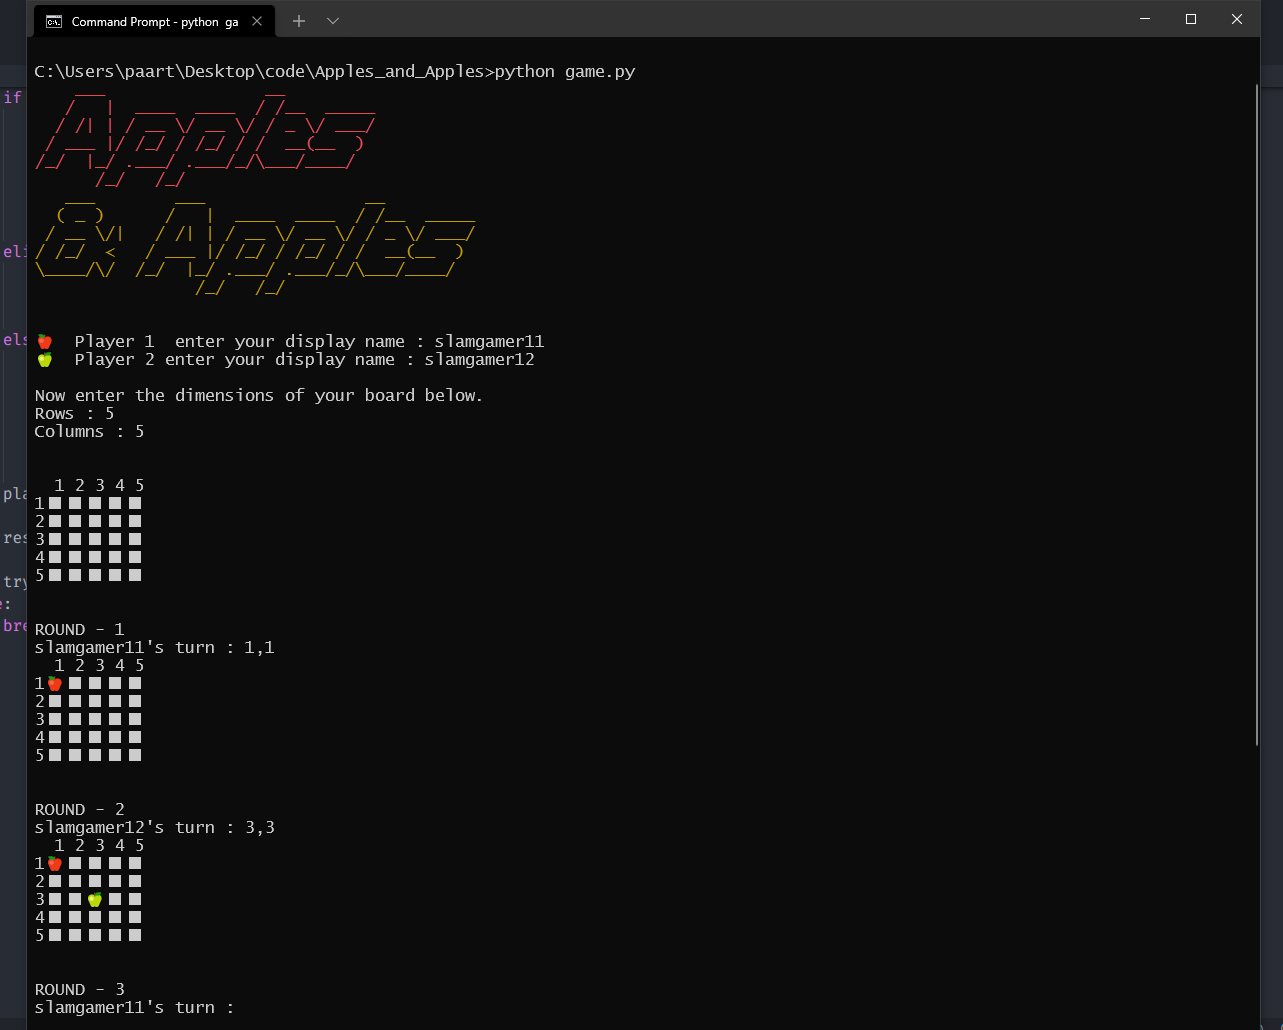 Command Prompt - python ga
C:\Users\paart\Desktop\code\Apples_and_Apples>python game.py
Apples
& Apples
if
🍎 Player 1  enter your display name : slamgamer11
🍏 Player 2 enter your display name : slamgamer12
Now enter the dimensions of your board below.
Rows : 5
Columns : 5
1 2 3 4 5
1 ■ ■ ■ ■ ■
2 ■ ■ ■ ■ ■
3 ■ ■ ■ ■ ■
4 ■ ■ ■ ■ ■
5 ■ ■ ■ ■ ■
ROUND - 1
slamgamer11's turn : 1,1
1 2 3 4 5
1 🍎 ■ ■ ■ ■
2 ■ ■ ■ ■ ■
3 ■ ■ ■ ■ ■
4 ■ ■ ■ ■ ■
5 ■ ■ ■ ■ ■
ROUND - 2
slamgamer12's turn : 3,3
1 2 3 4 5
1 🍎 ■ ■ ■ ■
2 ■ ■ ■ ■ ■
3 ■ ■ 🍏 ■ ■
4 ■ ■ ■ ■ ■
5 ■ ■ ■ ■ ■
ROUND - 3
slamgamer11's turn :